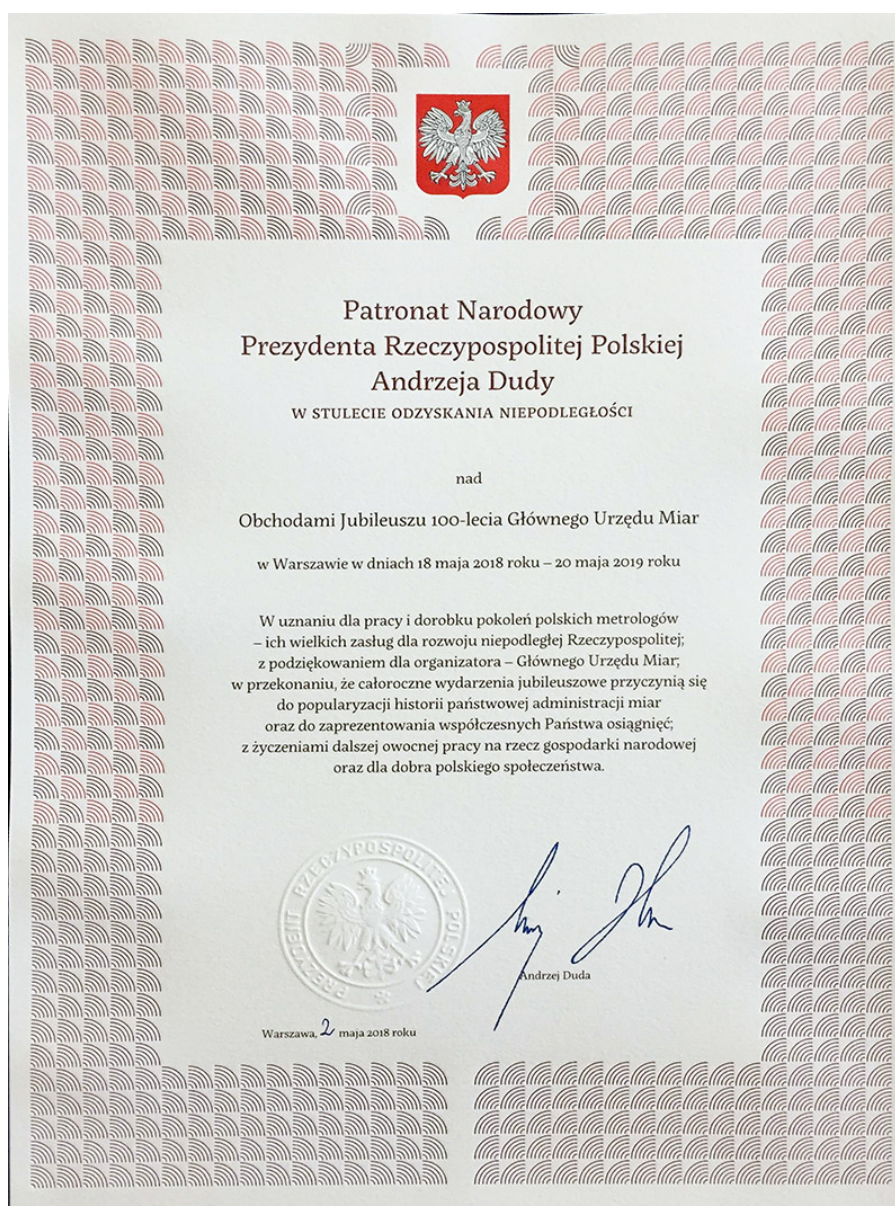 Patronat Narodowy
Prezydenta Rzeczypospolitej Polskiej
Andrzeja Dudy
W STULECIE ODZYSKANIA NIEPODLEGŁOŚCI
nad
Obchodami Jubileuszu 100-lecia Głównego Urzędu Miar
w Warszawie w dniach 18 maja 2018 roku – 20 maja 2019 roku
W uznaniu dla pracy i dorobku pokoleń polskich metrologów
– ich wielkich zasług dla rozwoju niepodległej Rzeczypospolitej;
z podziękowaniem dla organizatora – Głównego Urzędu Miar;
w przekonaniu, że całoroczne wydarzenia jubileuszowe przyczynią się
do popularyzacji historii państwowej administracji miar
oraz do zaprezentowania współczesnych Państwa osiągnięć;
z życzeniami dalszej owocnej pracy na rzecz gospodarki narodowej
oraz dla dobra polskiego społeczeństwa.
PREZYDENT RZECZYPOSPOLITEJ POLSKIEJ
Andrzej Duda
Warszawa, 2 maja 2018 roku